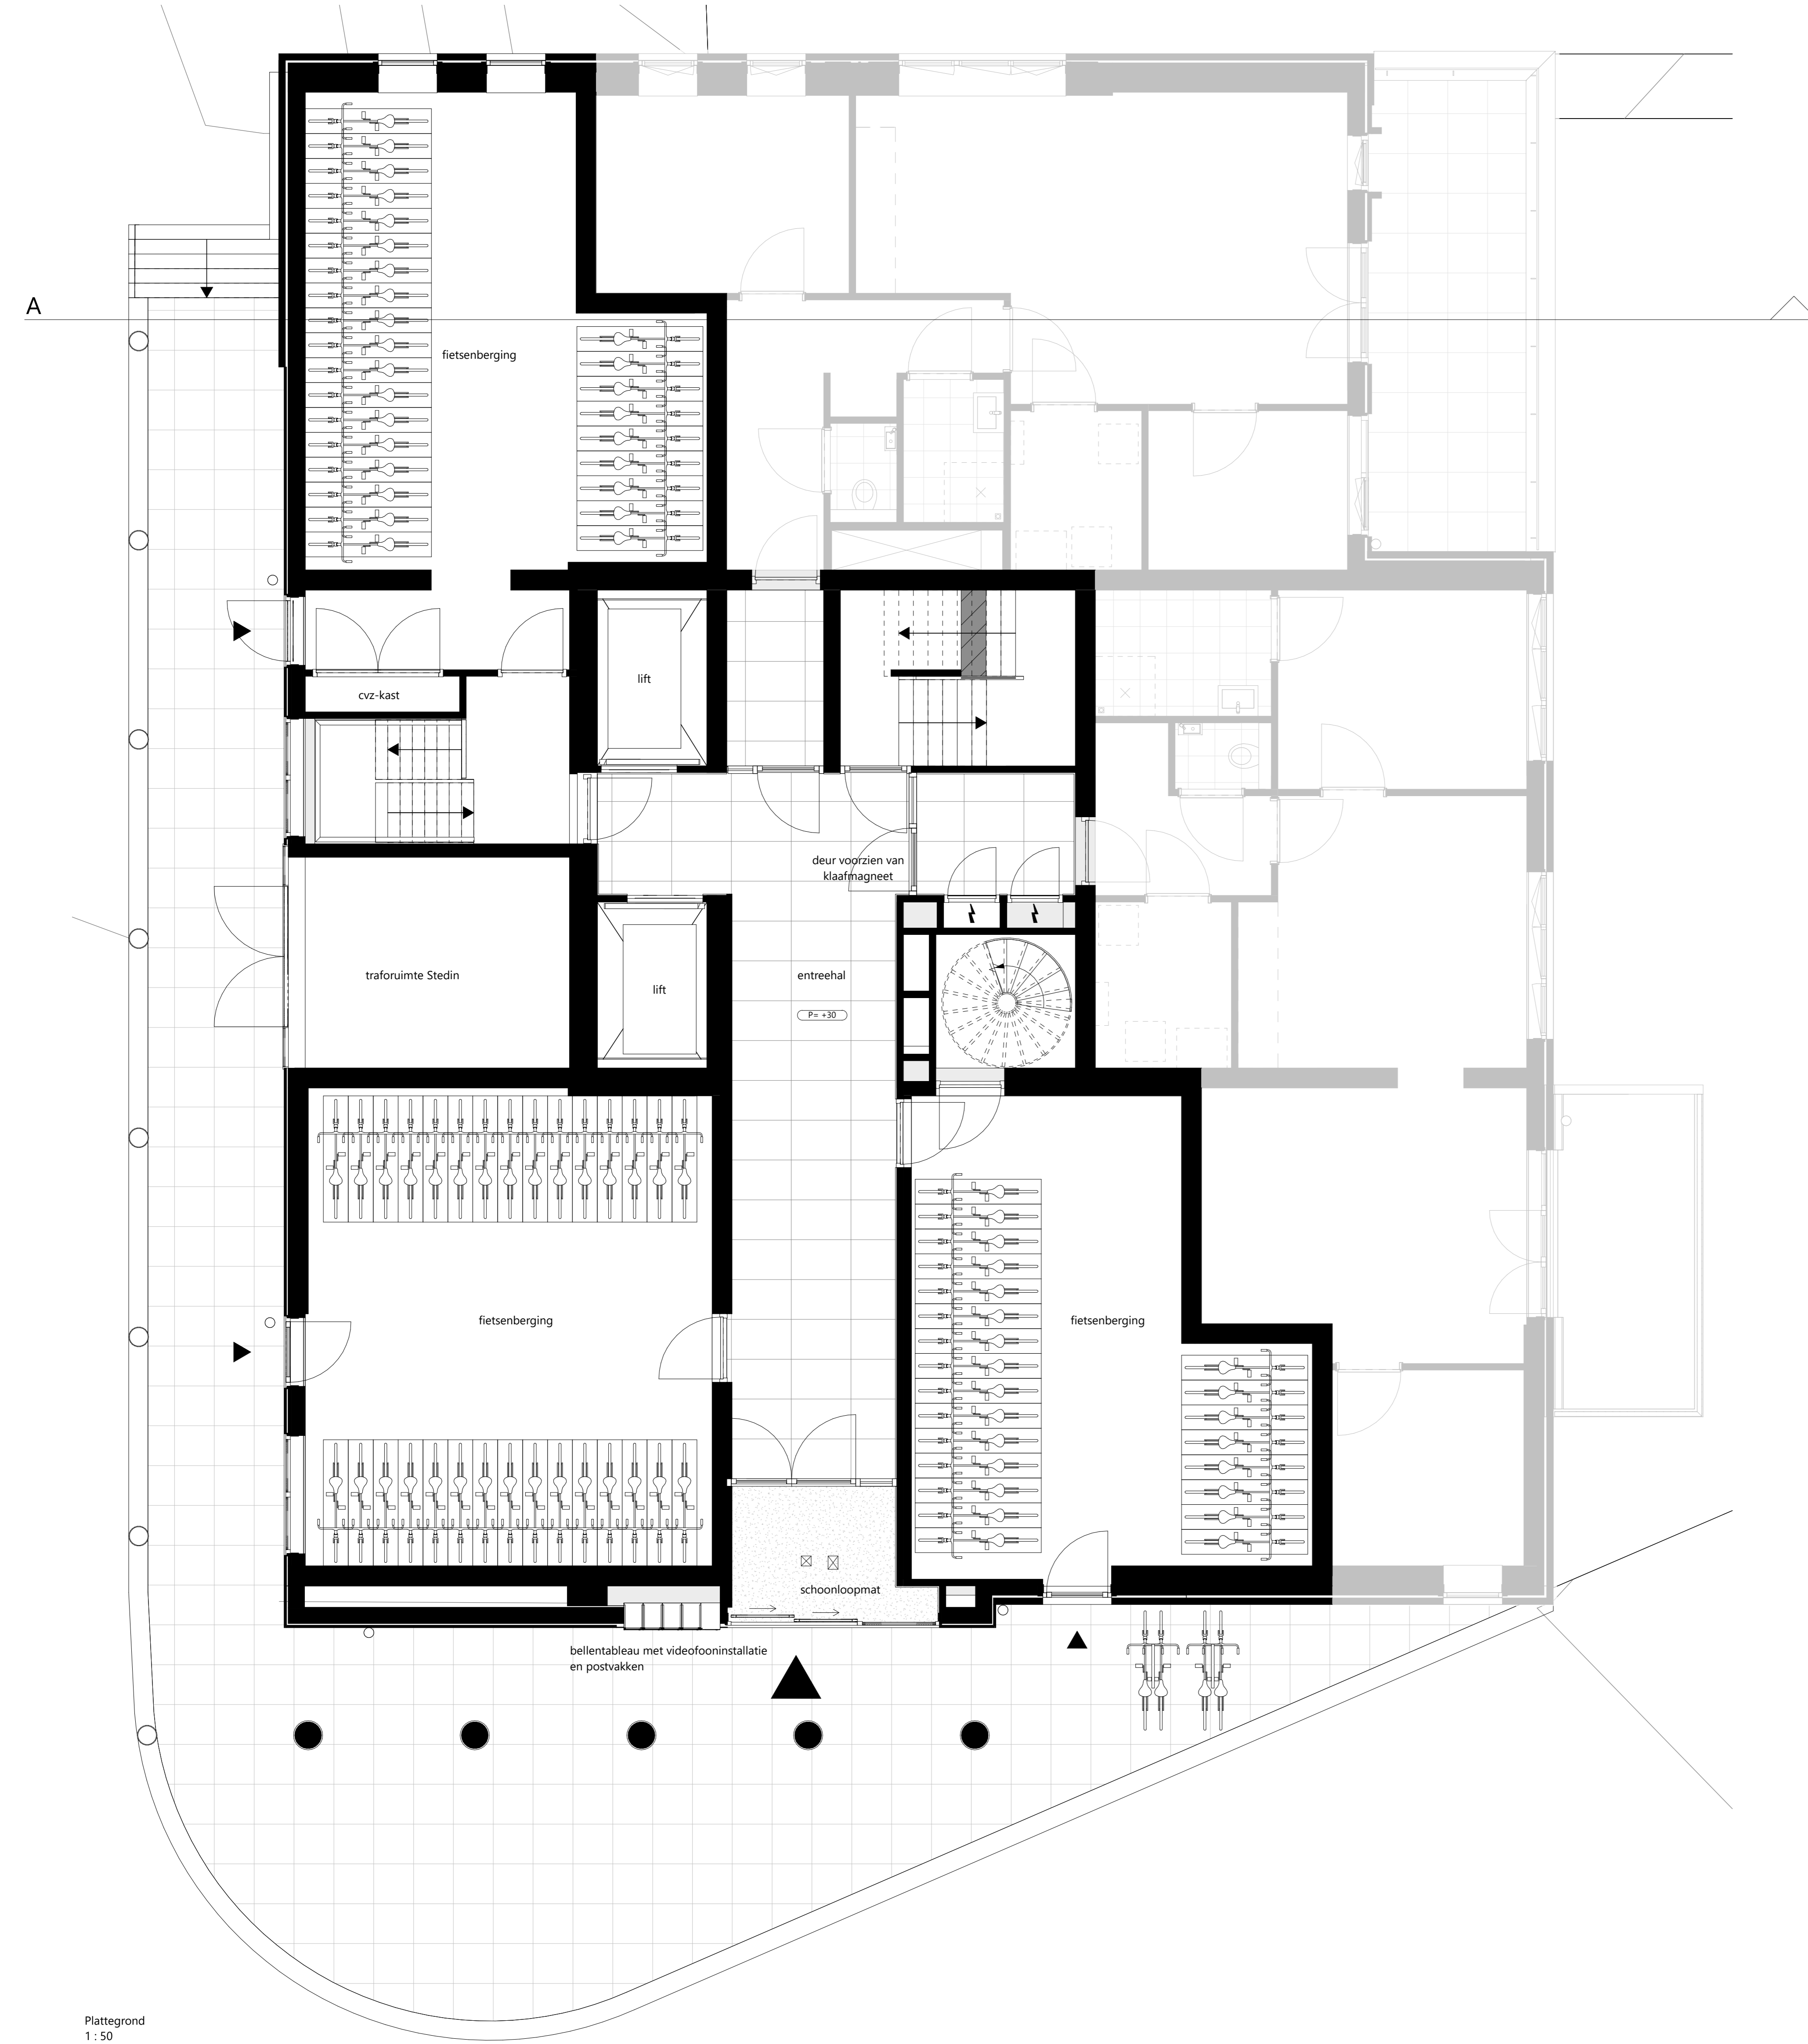 A
fietsenberging
lift
cvz-kast
deur voorzien van
klaafmagneet
traforuimte Stedin
lift
entreehal
P= +30
fietsenberging
fietsenberging
schoonloopmat
bellentableau met videofooninstallatie
en postvakken
Plattegrond
1 : 50